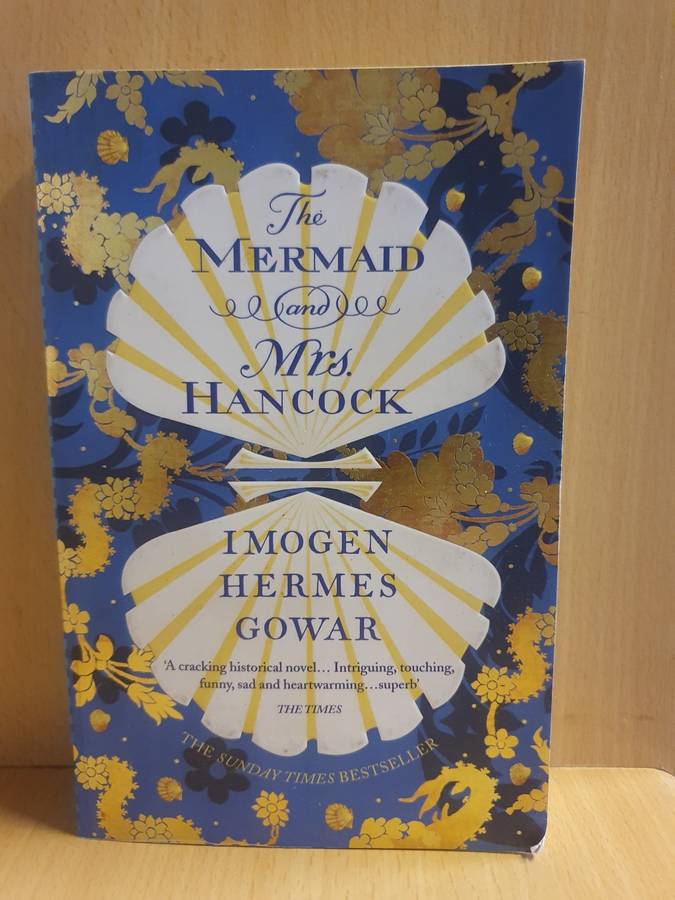 The
MERMAID
and
Mrs.
HANCOCK
IMOGEN
HERMES
GOWAR
‘A cracking historical novel… Intriguing, touching,
funny, sad and heartwarming…superb’
THE TIMES
THE SUNDAY TIMES BESTSELLER